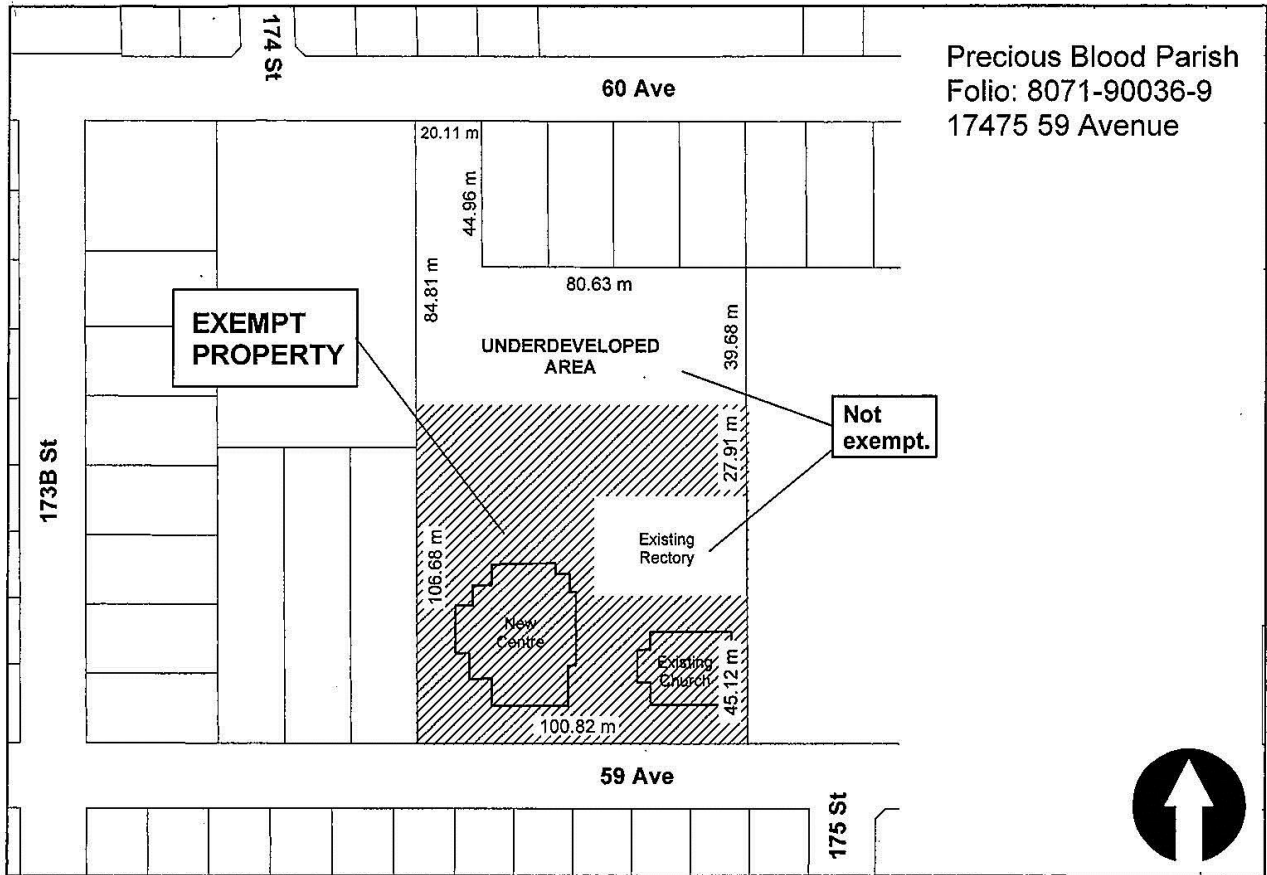 174 St
60 Ave
Precious Blood Parish
Folio: 8071-90036-9
17475 59 Avenue
20.11 m
44.96 m
84.81 m
80.63 m
EXEMPT
PROPERTY
UNDERDEVELOPED
AREA
39.68 m
Not
exempt.
27.91 m
173B St
106.68 m
Existing
Rectory
New
Centre
Existing
Church
45.12 m
100.82 m
59 Ave
175 St